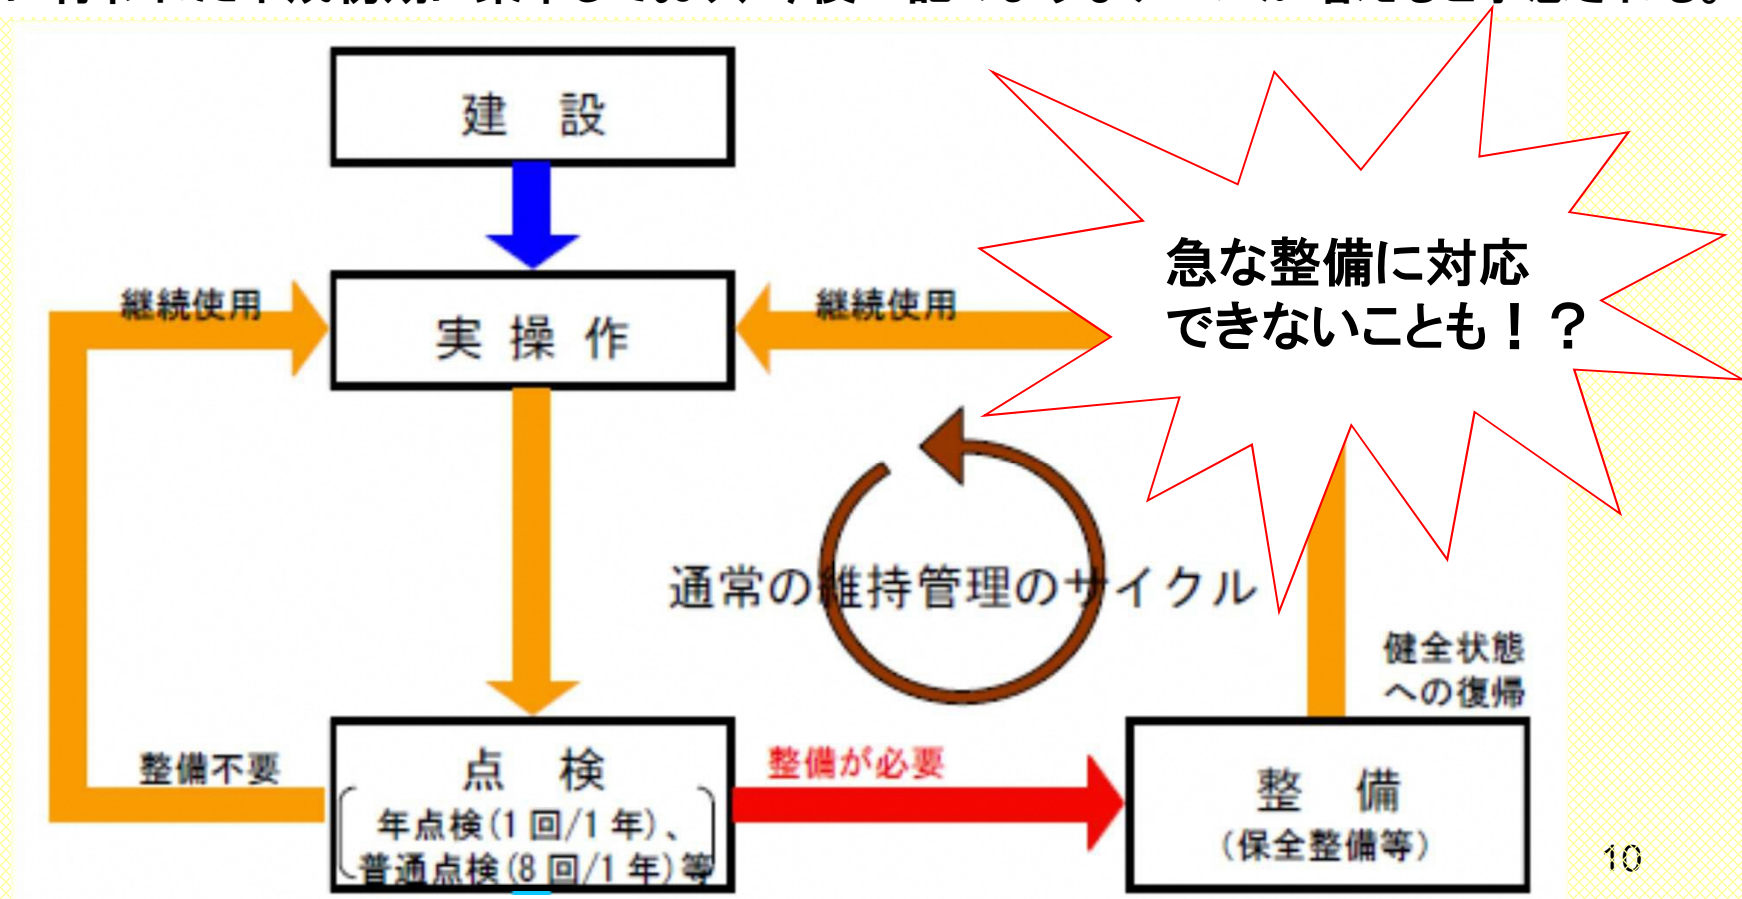 建 設
急な整備に対応
できないことも！？
継続使用
実 操 作
継続使用
通常の維持管理のサイクル
健全状態
への復帰
整備不要
点 検
年点検(1回/1年)、
普通点検(8回/1年)等
整備が必要
整 備
(保全整備等)
10